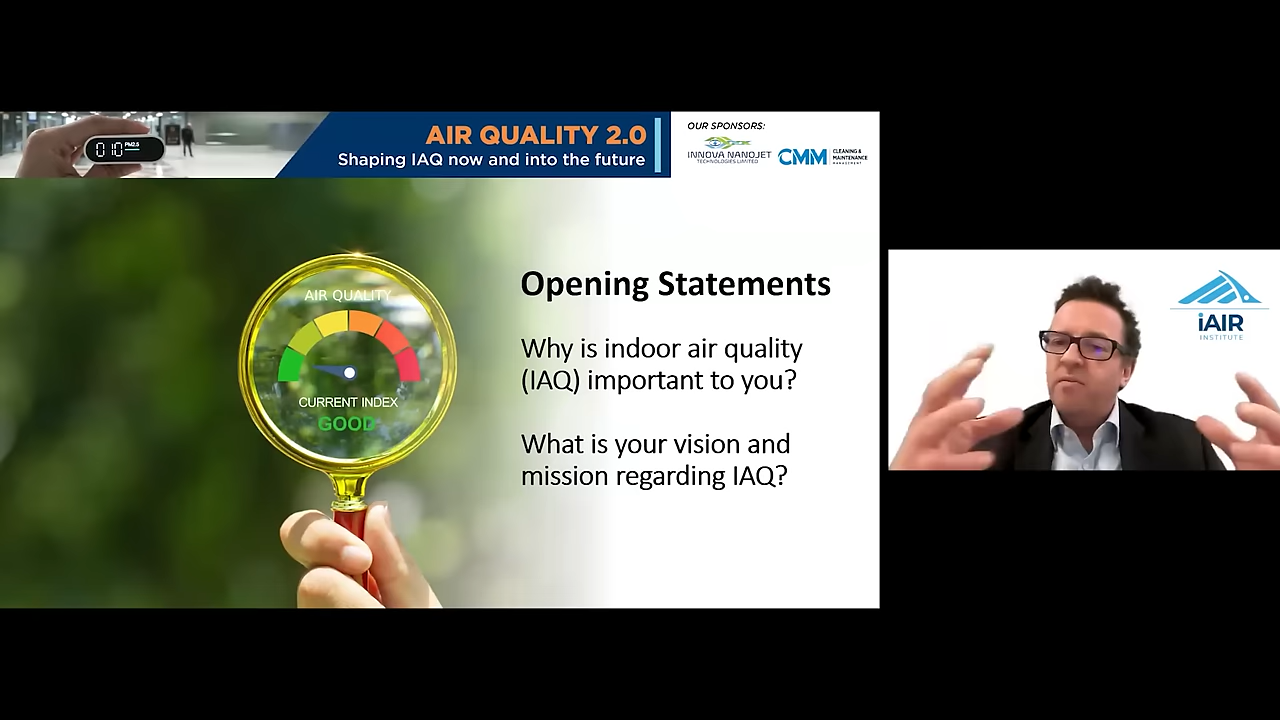 010 PM2.5
AIR QUALITY 2.0
Shaping IAQ now and into the future
OUR SPONSORS:
INNOVA NANOJET
TECHNOLOGIES LIMITED
CMM CLEANING &
MAINTENANCE
MANAGEMENT
AIR QUALITY
CURRENT INDEX
GOOD
Opening Statements
Why is indoor air quality
(IAQ) important to you?
What is your vision and
mission regarding IAQ?
iAIR
INSTITUTE